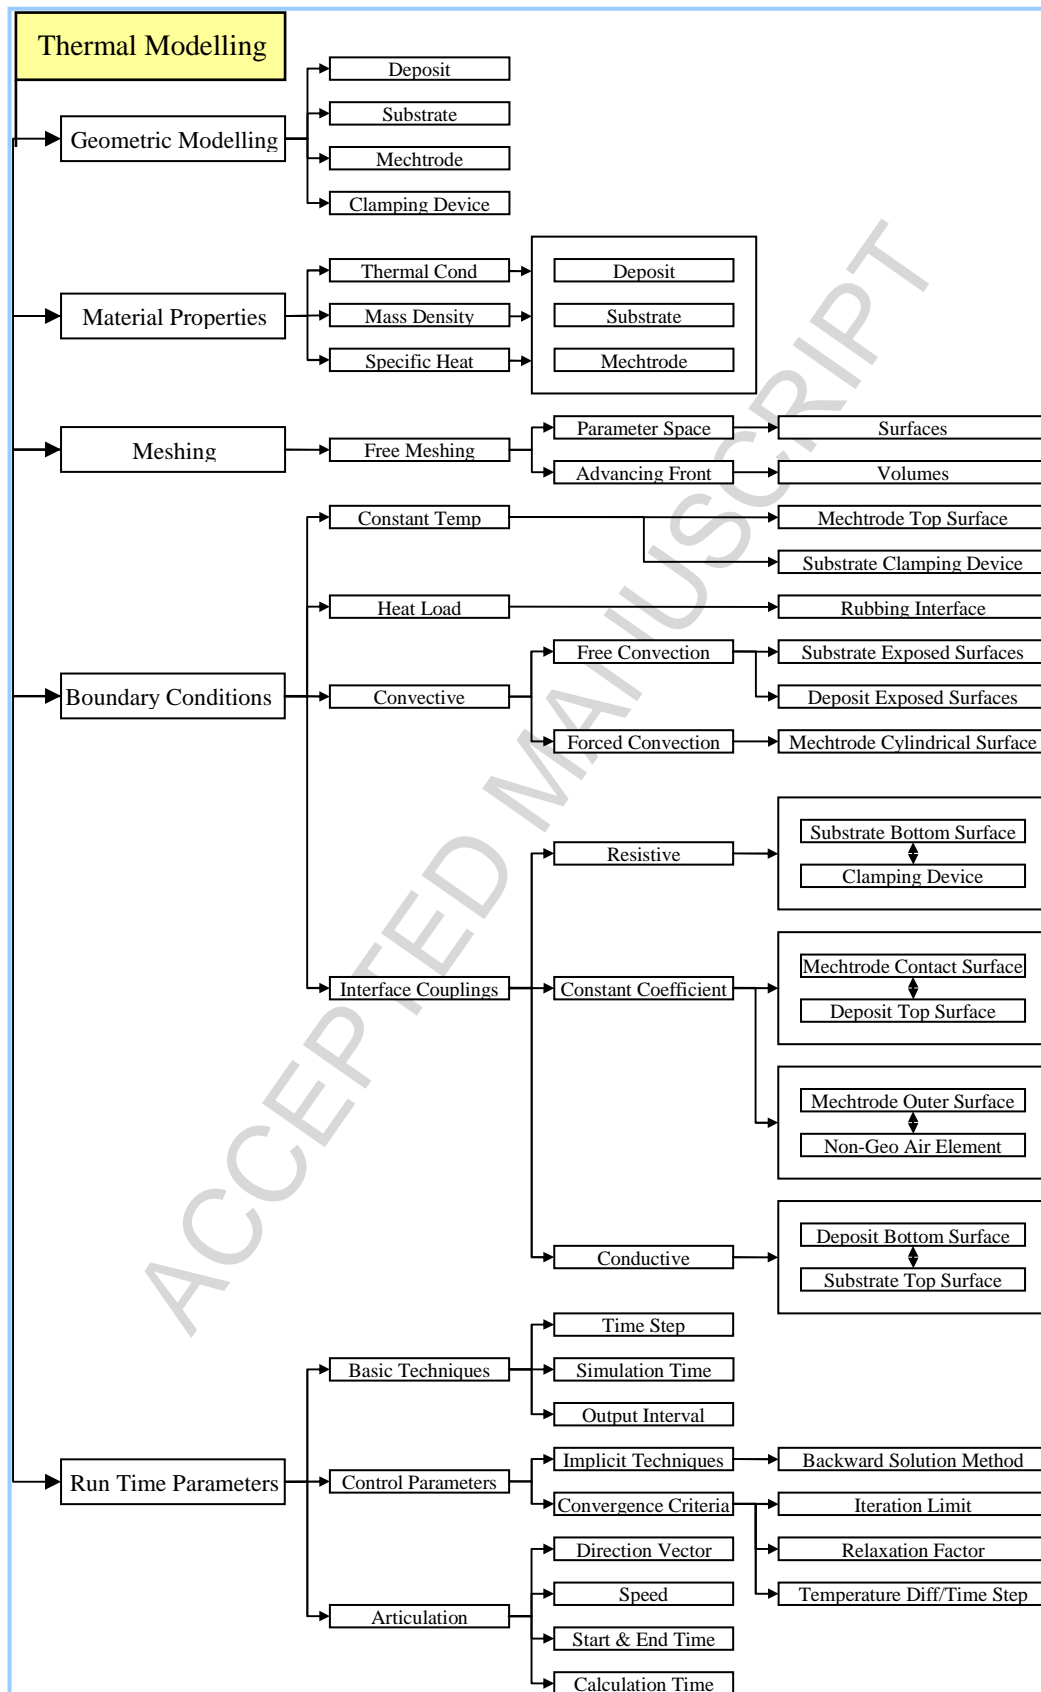 Thermal Modelling
Deposit
Substrate
Geometric Modelling
Mechtrode
Clamping Device
Thermal Cond
Deposit
Material Properties
Mass Density
Substrate
Specific Heat
Mechtrode
Parameter Space
Surfaces
Meshing
Free Meshing
Advancing Front
Volumes
Constant Temp
Mechtrode Top Surface
Substrate Clamping Device
Heat Load
Rubbing Interface
Free Convection
Substrate Exposed Surfaces
Boundary Conditions
Convective
Deposit Exposed Surfaces
Forced Convection
Mechtrode Cylindrical Surface
Resistive
Substrate Bottom Surface
Clamping Device
Interface Couplings
Constant Coefficient
Mechtrode Contact Surface
Deposit Top Surface
Mechtrode Outer Surface
Non-Geo Air Element
Conductive
Deposit Bottom Surface
Substrate Top Surface
Time Step
Basic Techniques
Simulation Time
Output Interval
Implicit Techniques
Backward Solution Method
Run Time Parameters
Control Parameters
Convergence Criteria
Iteration Limit
Direction Vector
Relaxation Factor
Speed
Temperature Diff/Time Step
Articulation
Start & End Time
Calculation Time
ACCEPTED MANUSCRIPT